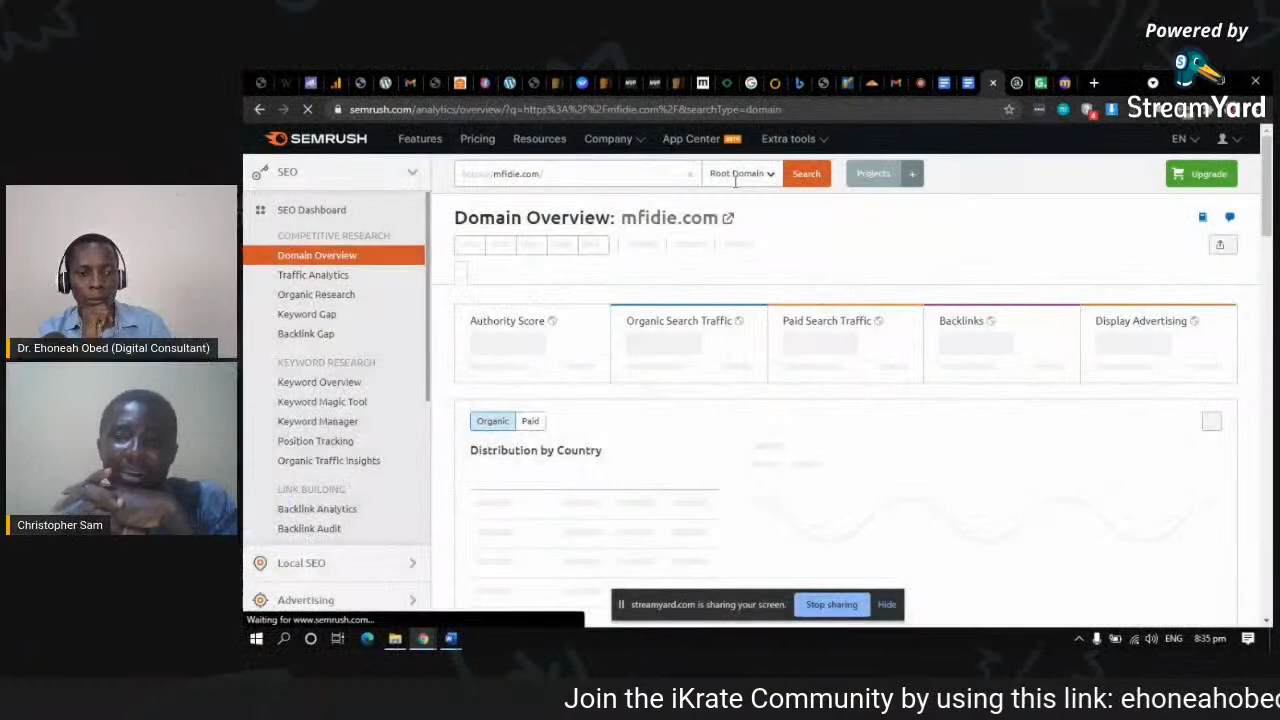 Powered by
StreamYard
semrush.com/analytics/overview/?q=https%3A%2F%2Fmfidie.com%2F&searchType=domain
SEMRUSH
Features
Pricing
Resources
Company
App Center
BETA
Extra tools
EN
SEO
https://mfidie.com/
Root Domain
Search
Projects
+
Upgrade
SEO Dashboard
COMPETITIVE RESEARCH
Domain Overview
Traffic Analytics
Organic Research
Keyword Gap
Backlink Gap
KEYWORD RESEARCH
Keyword Overview
Keyword Magic Tool
Keyword Manager
Position Tracking
Organic Traffic Insights
LINK BUILDING
Backlink Analytics
Backlink Audit
Local SEO
Advertising
Waiting for www.semrush.com...
Domain Overview: mfidie.com
Authority Score
Organic Search Traffic
Paid Search Traffic
Backlinks
Display Advertising
Organic
Paid
Distribution by Country
streamyard.com is sharing your screen.
Stop sharing
Hide
ENG
8:35 pm
Dr. Ehoneah Obed (Digital Consultant)
Christopher Sam
Join the iKrate Community by using this link: ehoneahobed